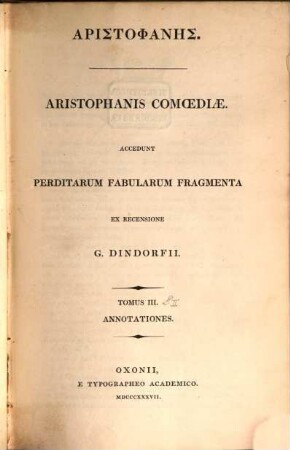 ΑΡΙΣΤΟΦΑΝΗΣ.
ARISTOPHANIS COMŒDIÆ.
ACCEDUNT
PERDITARUM FABULARUM FRAGMENTA
EX RECENSIONE
G. DINDORFII.
TOMUS III.
ANNOTATIONES.
OXONII,
E TYPOGRAPHEO ACADEMICO.
MDCCCXXXVII.